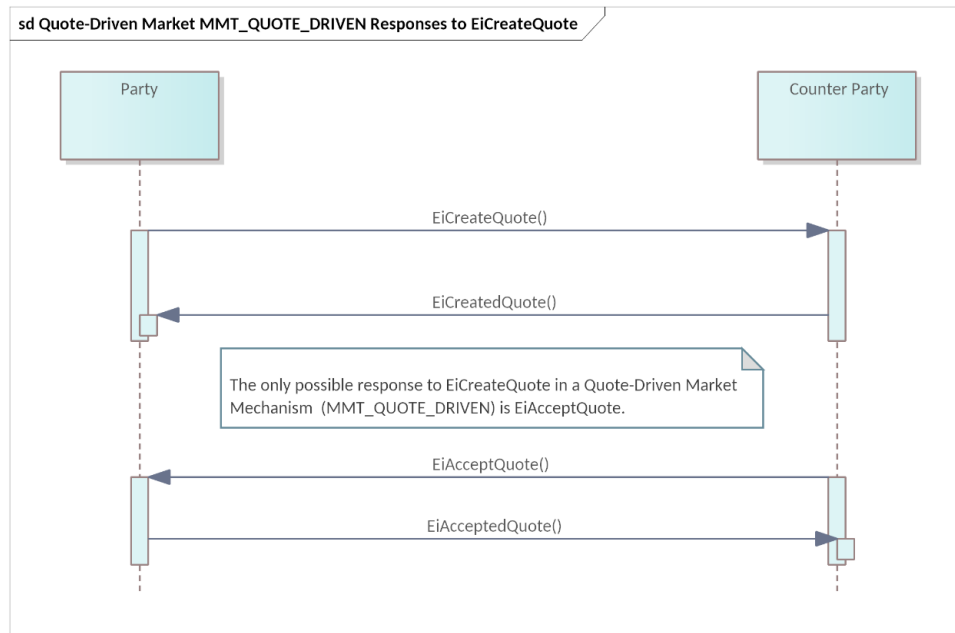 sd Quote-Driven Market MMT_QUOTE_DRIVEN Responses to EiCreateQuote
Party
Counter Party
EiCreateQuote()
EiCreatedQuote()
The only possible response to EiCreateQuote in a Quote-Driven Market
Mechanism (MMT_QUOTE_DRIVEN) is EiAcceptQuote.
EiAcceptQuote()
EiAcceptedQuote()